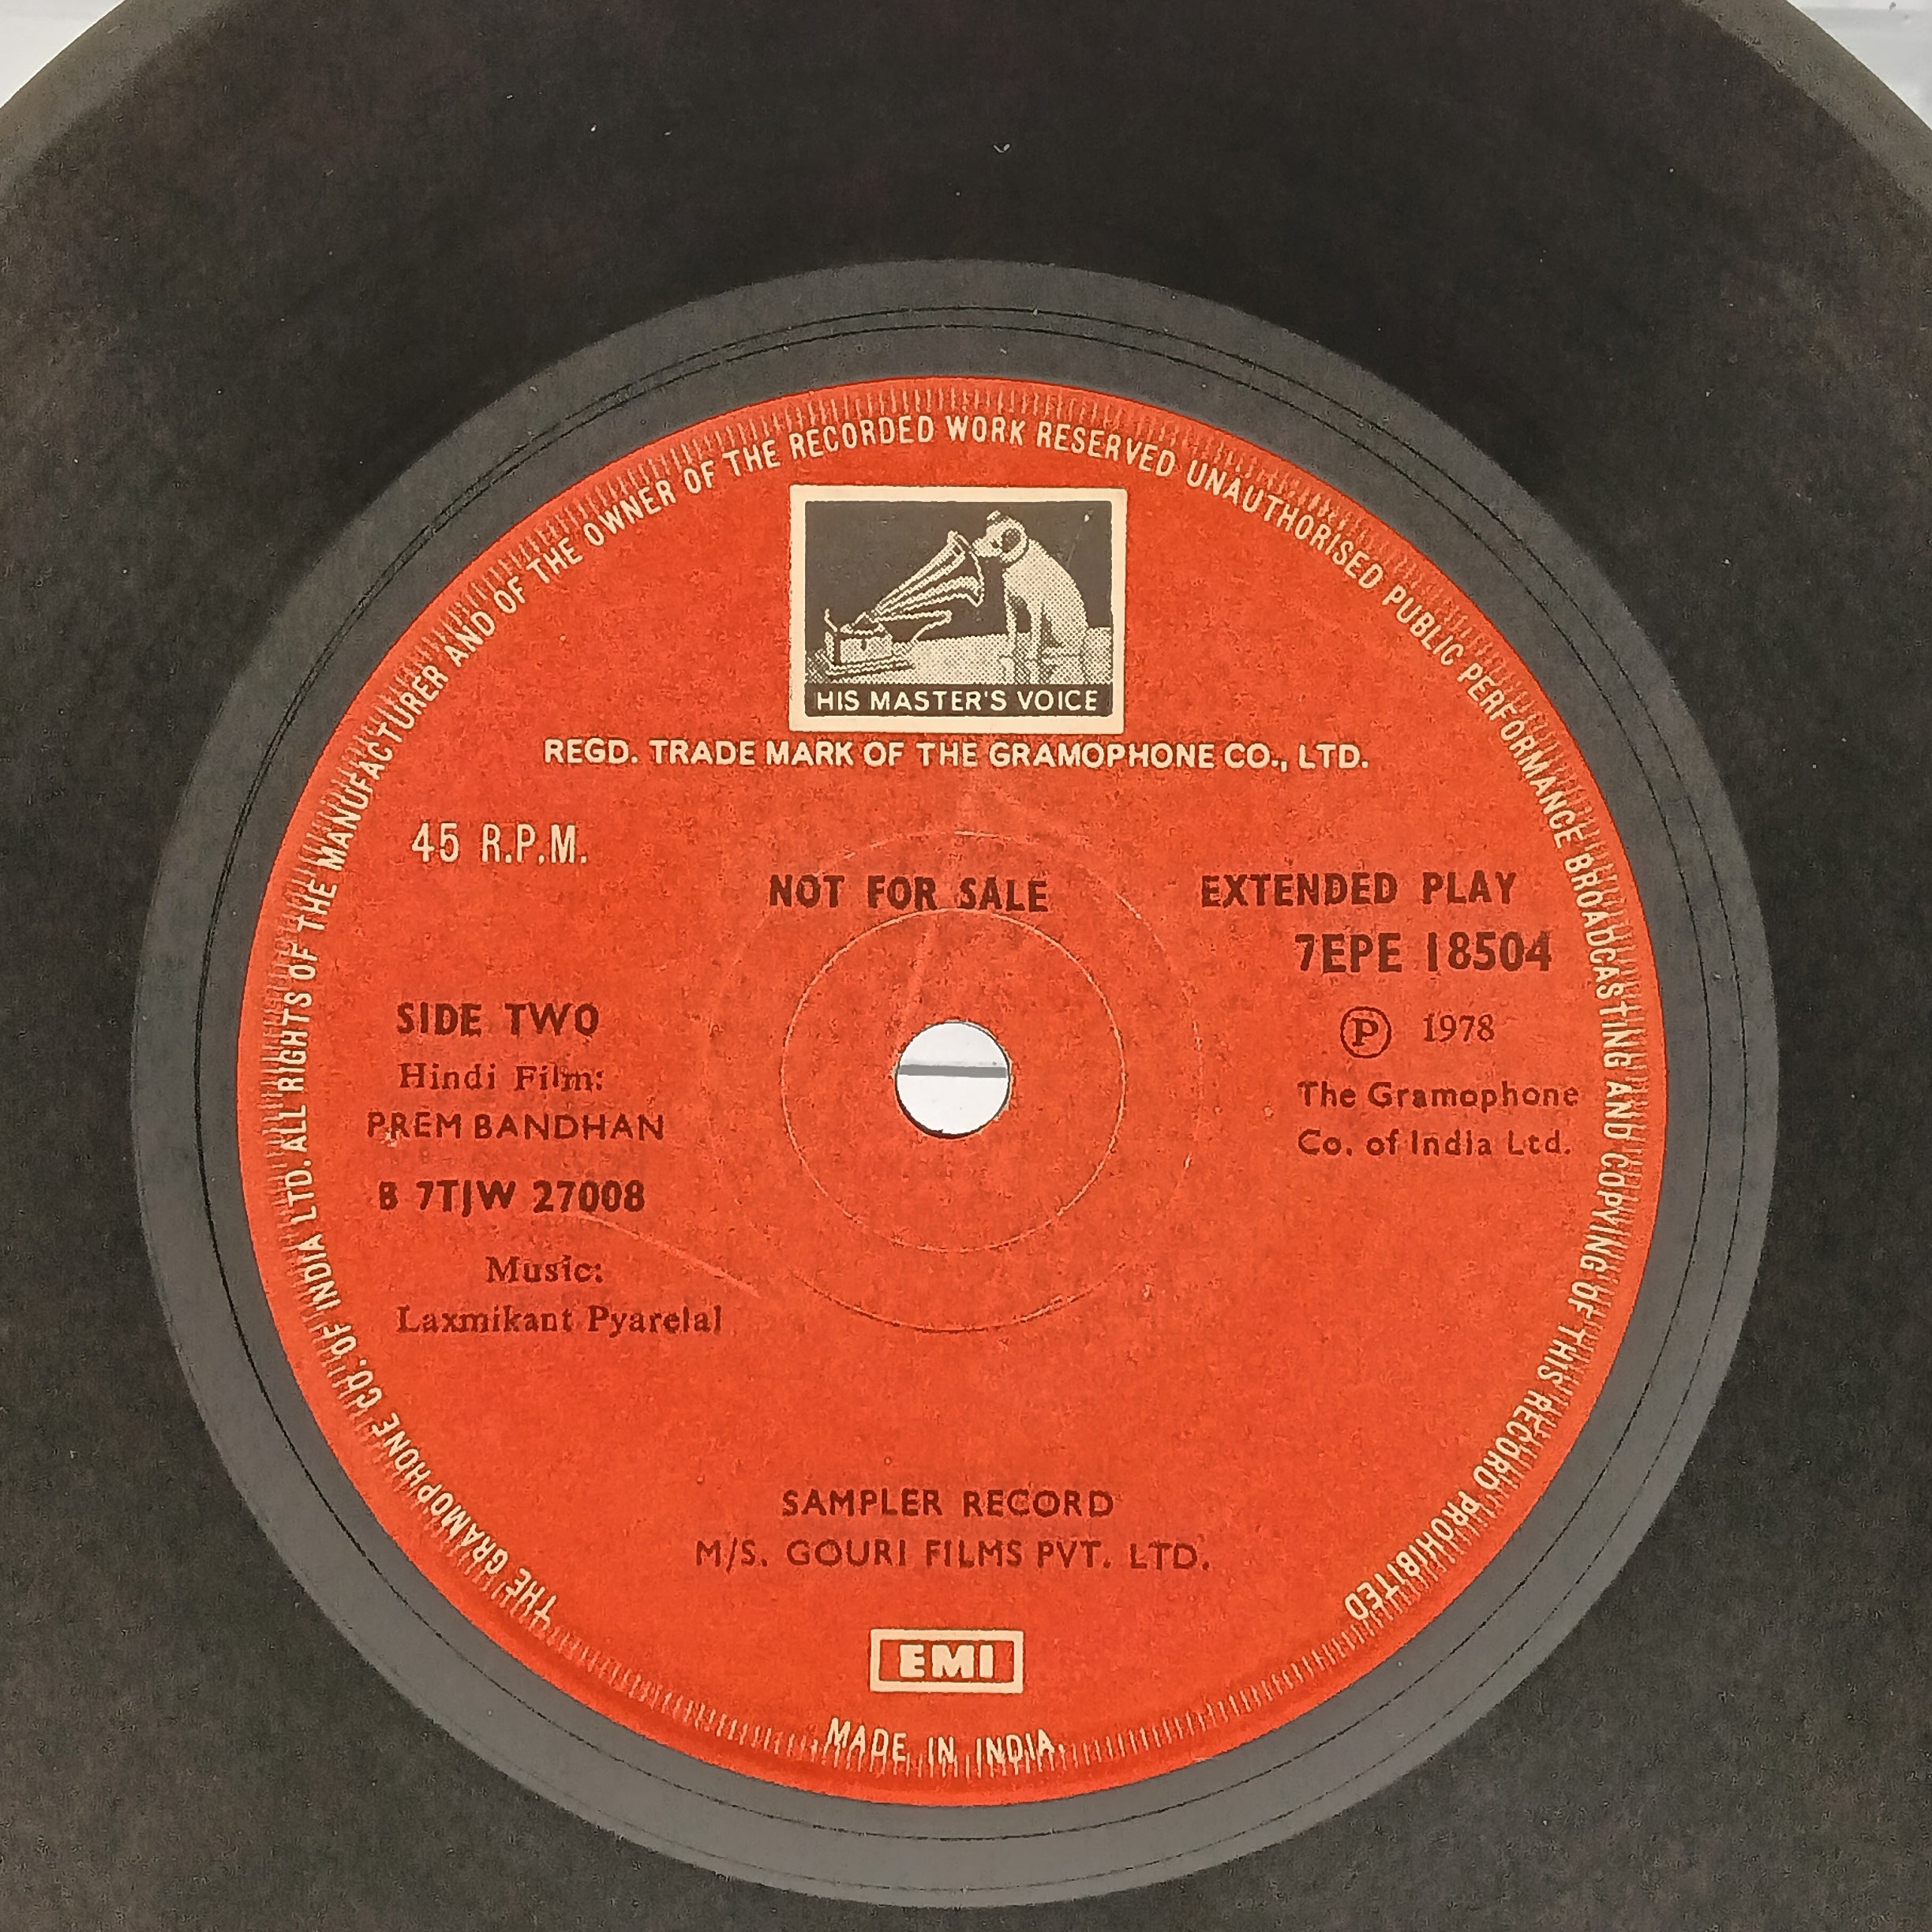 THE GRAMOPHONE CO. OF INDIA LTD. ALL RIGHTS OF THE MANUFACTURER AND OF THE OWNER OF THE RECORDED WORK RESERVED UNAUTHORISED PUBLIC PERFORMANCE BROADCASTING AND COPYING OF THIS RECORD PROHIBITED
HIS MASTER'S VOICE
REGD. TRADE MARK OF THE GRAMOPHONE CO., LTD.
45 R.P.M.
NOT FOR SALE
EXTENDED PLAY
7EPE 18504
Ⓟ 1978
The Gramophone
Co. of India Ltd.
SIDE TWO
Hindi Film:
PREM BANDHAN
B 7TJW 27008
Music:
Laxmikant Pyarelal
SAMPLER RECORD
M/S. GOURI FILMS PVT. LTD.
EMI
MADE IN INDIA.